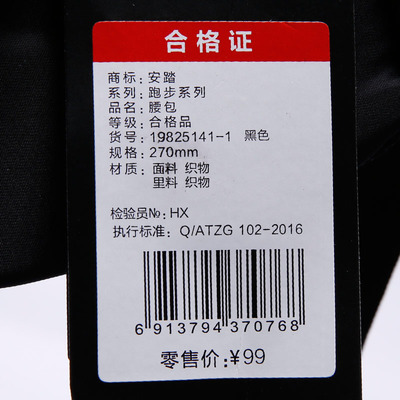 合格证
商标：安踏
系列：跑步系列
品名：腰包
等级：合格品
货号：19825141-1 黑色
规格：270mm
材质：面料 织物
里料 织物
检验员№：HX
执行标准：Q/ATZG 102-2016
6 913794 370768
零售价：¥99